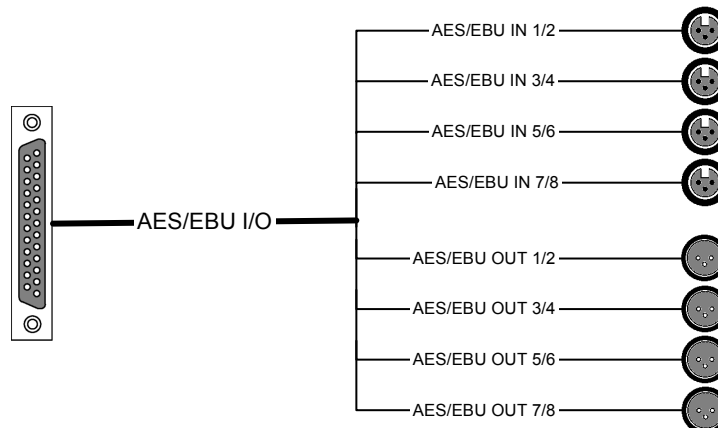 AES/EBU IN 1/2
AES/EBU IN 3/4
AES/EBU IN 5/6
AES/EBU IN 7/8
AES/EBU I/O
AES/EBU OUT 1/2
AES/EBU OUT 3/4
AES/EBU OUT 5/6
AES/EBU OUT 7/8